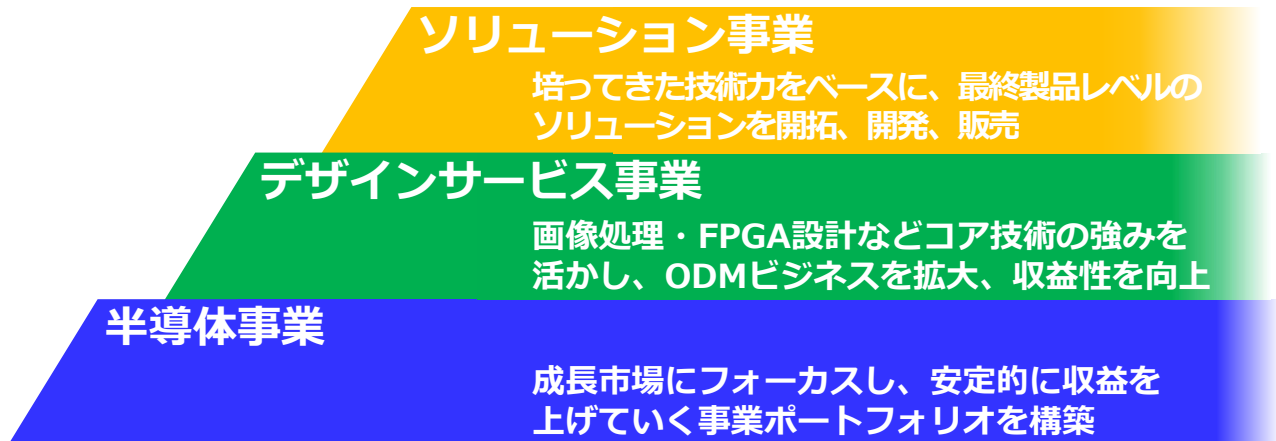 ソリューション事業
培ってきた技術力をベースに、最終製品レベルの
ソリューションを開拓、開発、販売
デザインサービス事業
画像処理・FPGA設計などコア技術の強みを
活かし、ODMビジネスを拡大、収益性を向上
半導体事業
成長市場にフォーカスし、安定的に収益を
上げていく事業ポートフォリオを構築